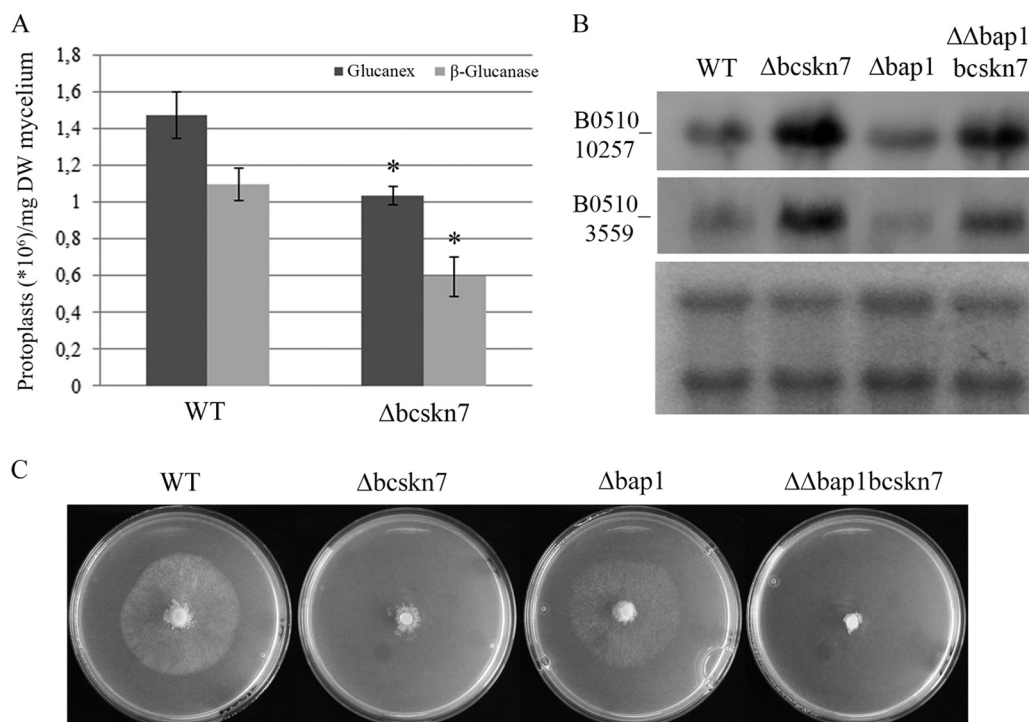 A
Protoplasts (*10⁶)/mg DW mycelium
1,8
1,6
1,4
1,2
1
0,8
0,6
0,4
0,2
0
Glucanex
β-Glucanase
*
*
WT
Δbcskn7
B
WT
Δbcskn7
Δbap1
ΔΔbap1
bcskn7
B0510_
10257
B0510_
3559
C
WT
Δbcskn7
Δbap1
ΔΔbap1bcskn7